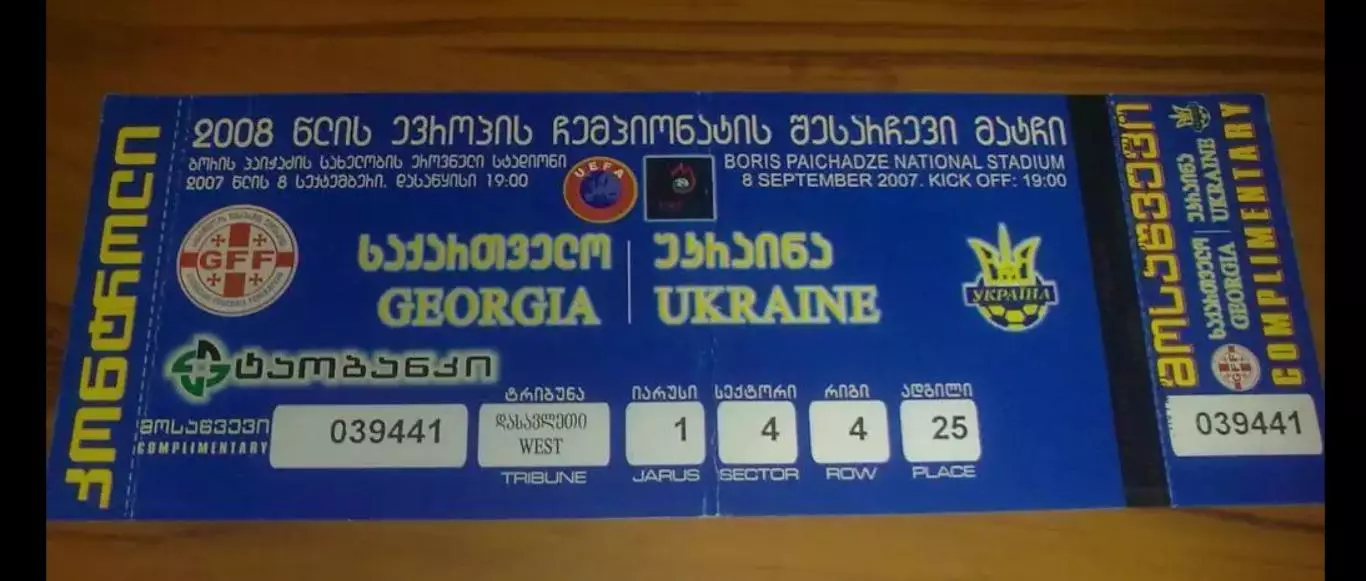 კონტროლი
2008 წლის ევროპის ჩემპიონატის შესარჩევი მატჩი
ბორის პაიჭაძის სახელობის ეროვნული სტადიონი
2007 წლის 8 სექტემბერი. დასაწყისი 19:00
UEFA
BORIS PAICHADZE NATIONAL STADIUM
8 SEPTEMBER 2007. KICK OFF: 19:00
GFF
საქართველო | უკრაინა
GEORGIA | UKRAINE
УКРАЇНА
ტაობანკი
მოსაწვევი
COMPLIMENTARY
039441
ტრიბუნა იარუსი სექტორი რიგი ადგილი
დასავლეთი
WEST 1 4 4 25
TRIBUNE JARUS SECTOR ROW PLACE
მოსაწვევი
საქართველო | უკრაინა
GEORGIA | UKRAINE
GFF
COMPLIMENTARY
039441